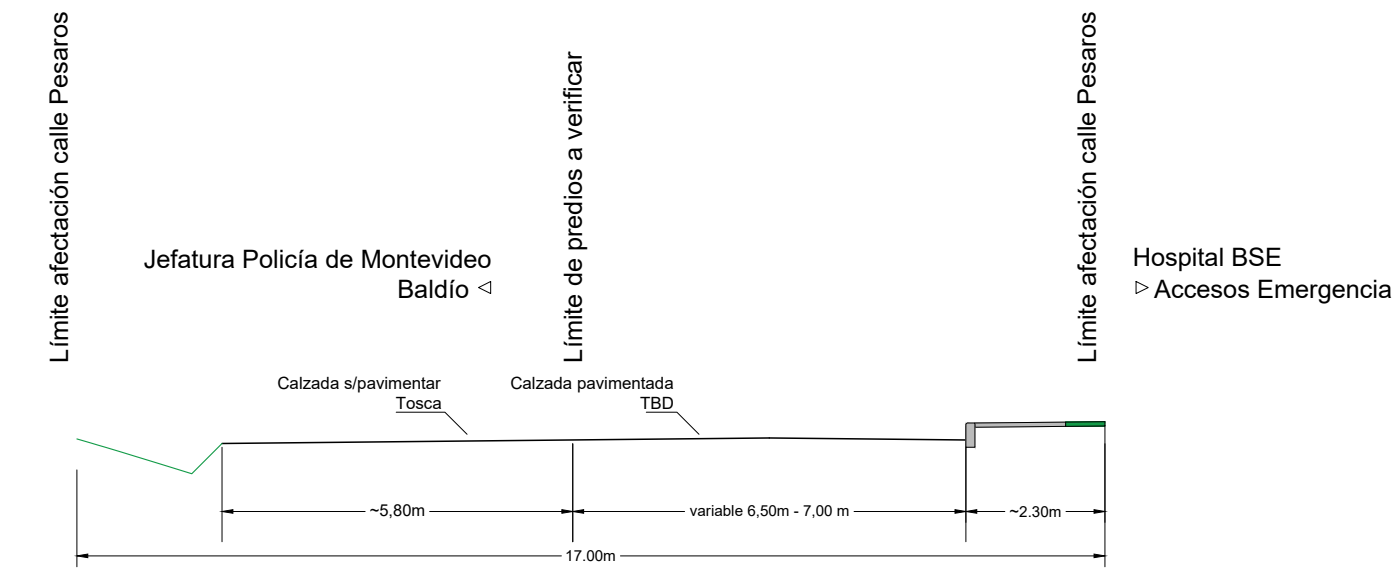 Límite afectación calle Pesaros
Límite de predios a verificar
Límite afectación calle Pesaros
Jefatura Policía de Montevideo
Baldío
Hospital BSE
Accesos Emergencia
Calzada s/pavimentar
Tosca
Calzada pavimentada
TBD
~5,80m
variable 6,50m - 7,00 m
~2.30m
17.00m